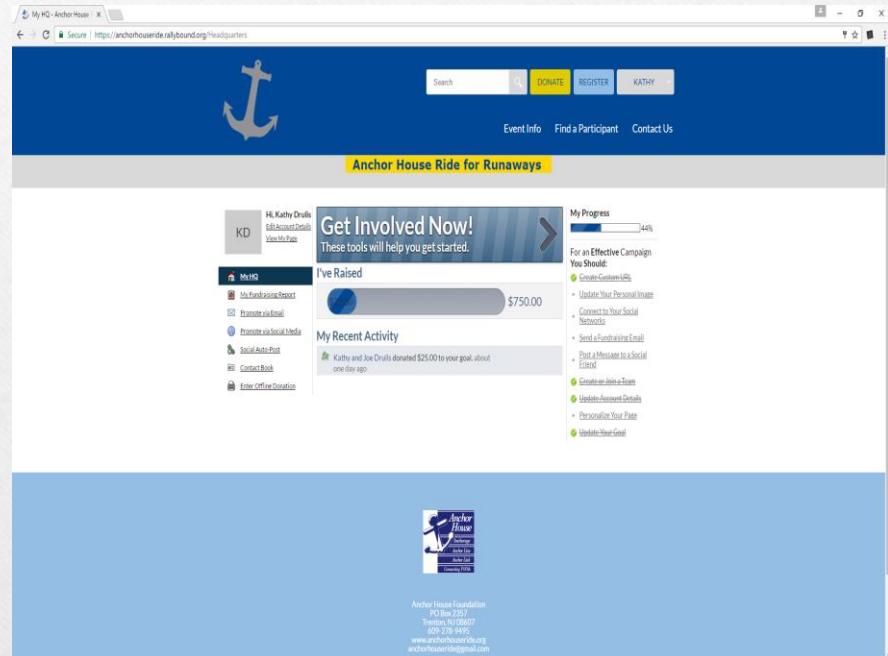 My HQ - Anchor House
Secure | https://anchorhouseride.rallybound.org/Headquarters
Search
DONATE
REGISTER
KATHY
Event Info
Find a Participant
Contact Us
Anchor House Ride for Runaways
KD
Hi, Kathy Drulis
Edit Account Details
View My Page
My HQ
My Fundraising Report
Promote via Email
Promote via Social Media
Social Auto-Post
Contact Book
Enter Offline Donation
Get Involved Now!
These tools will help you get started.
I've Raised
$750.00
My Recent Activity
Kathy and Joe Drulis donated $25.00 to your goal. about
one day ago
My Progress
44%
For an Effective Campaign
You Should:
Create Custom URL
Update Your Personal Image
Connect to Your Social
Networks
Send a Fundraising Email
Post a Message to a Social
Friend
Create or Join a Team
Update Account Details
Personalize Your Page
Update Your Goal
Anchor
House
Anchorage
Anchor Line
Anchor Link
Anchor House Foundation
PO Box 2357
Trenton, NJ 08607
609-278-9495
www.anchorhouseride.org
anchorhouseride@gmail.com